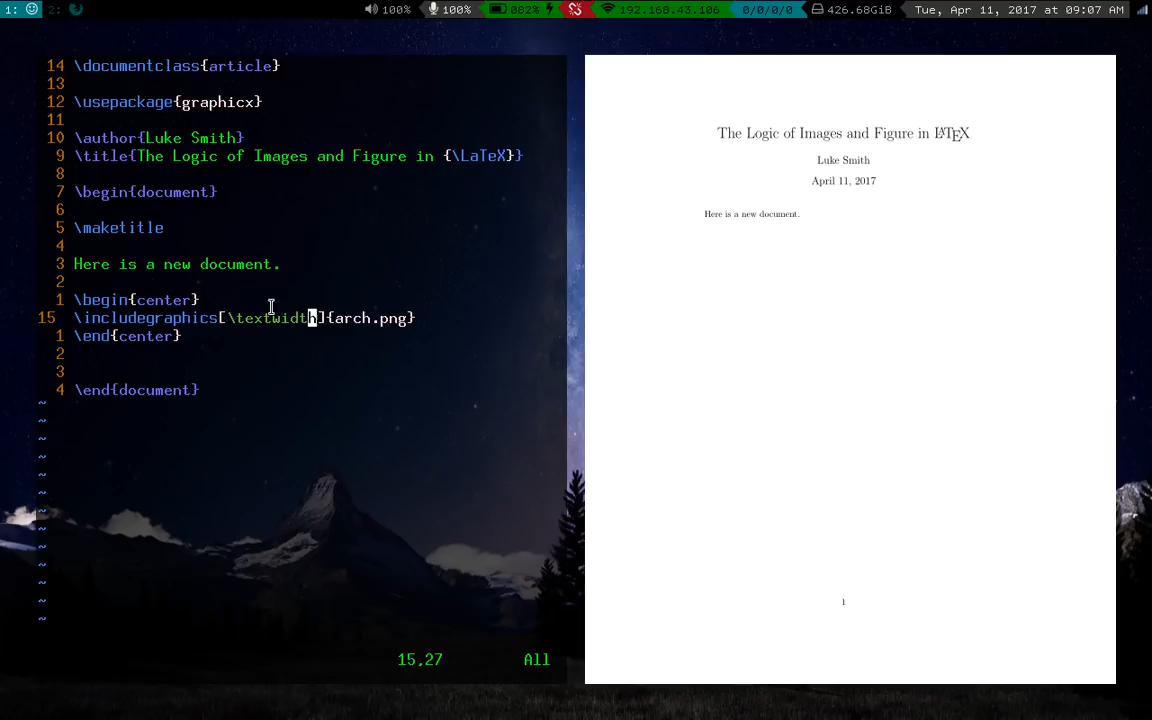 1: 2: 100% 100% 082% 192.168.43.106 0/0/0/0 426.68GiB Tue, Apr 11, 2017 at 09:07 AM
14 \documentclass{article}
13
12 \usepackage{graphicx}
11
10 \author{Luke Smith}
9 \title{The Logic of Images and Figure in {\LaTeX}}
8
7 \begin{document}
6
5 \maketitle
4
3 Here is a new document.
2
1 \begin{center}
15 \includegraphics[\textwidth]{arch.png}
1 \end{center}
2
3
4 \end{document}
~
~
~
~
~
~
~
~
~
~
~
~
~
15,27 All
The Logic of Images and Figure in LATEX
Luke Smith
April 11, 2017
Here is a new document.
1